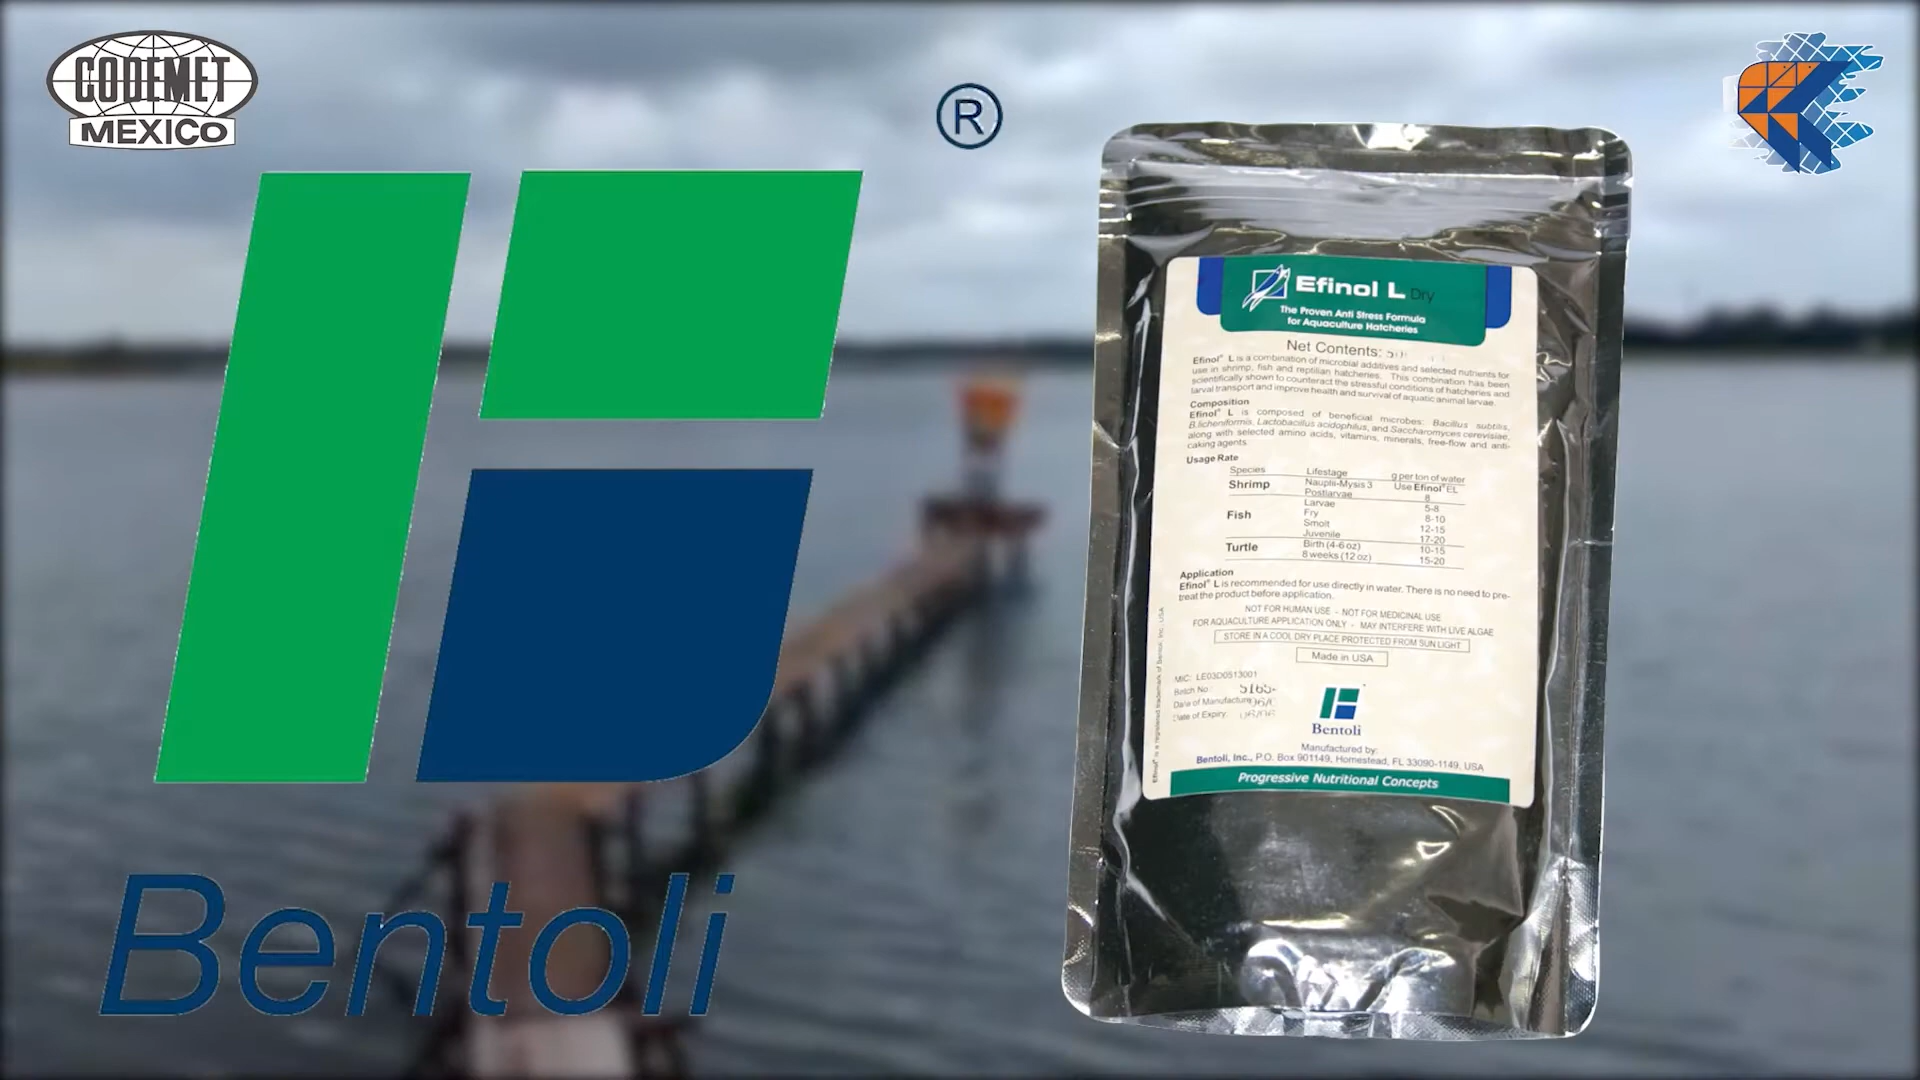 CODEMET
MEXICO
®
Bentoli
Efinol L Dry
The Proven Anti Stress Formula
for Aquaculture Hatcheries
Net Contents:
Efinol® L is a combination of microbial additives and selected nutrients for
use in shrimp, fish and reptilian hatcheries. This combination has been
scientifically shown to counteract the stressful conditions of hatcheries and
larval transport and improve health and survival of aquatic animal larvae.
Composition
Efinol® L is composed of beneficial microbes: Bacillus subtilis,
B.licheniformis, Lactobacillus acidophilus, and Saccharomyces cerevisiae,
along with selected amino acids, vitamins, minerals, free-flow and anti-
caking agents.
Usage Rate
Species Lifestage g per ton of water
Shrimp Nauplii-Mysis 3 Use Efinol® EL
Postlarvae 8
Fish Larvae 5-8
Fry 8-10
Smolt 12-15
Juvenile 17-20
Turtle Birth (4-6 oz) 10-15
8 weeks (12 oz) 15-20
Application
Efinol® L is recommended for use directly in water. There is no need to pre-
treat the product before application.
NOT FOR HUMAN USE - NOT FOR MEDICINAL USE
FOR AQUACULTURE APPLICATION ONLY - MAY INTERFERE WITH LIVE ALGAE
STORE IN A COOL DRY PLACE PROTECTED FROM SUN LIGHT
Made in USA
MIC: LE03D0513001
Batch No.: 5165-
Date of Manufacture
Date of Expiry:
Bentoli
Manufactured by:
Bentoli, Inc., P.O. Box 901149, Homestead, FL 33090-1149, USA
Progressive Nutritional Concepts
Efinol® is a registered trademark of Bentoli, Inc., USA